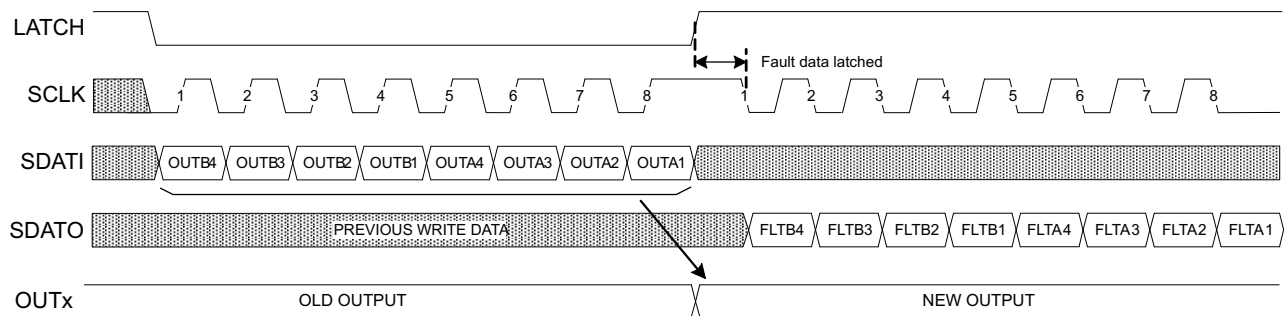 LATCH
Fault data latched
SCLK 1 2 3 4 5 6 7 8 1 2 3 4 5 6 7 8
SDATI OUTB4 OUTB3 OUTB2 OUTB1 OUTA4 OUTA3 OUTA2 OUTA1
SDATO PREVIOUS WRITE DATA FLTB4 FLTB3 FLTB2 FLTB1 FLTA4 FLTA3 FLTA2 FLTA1
OUTx OLD OUTPUT NEW OUTPUT